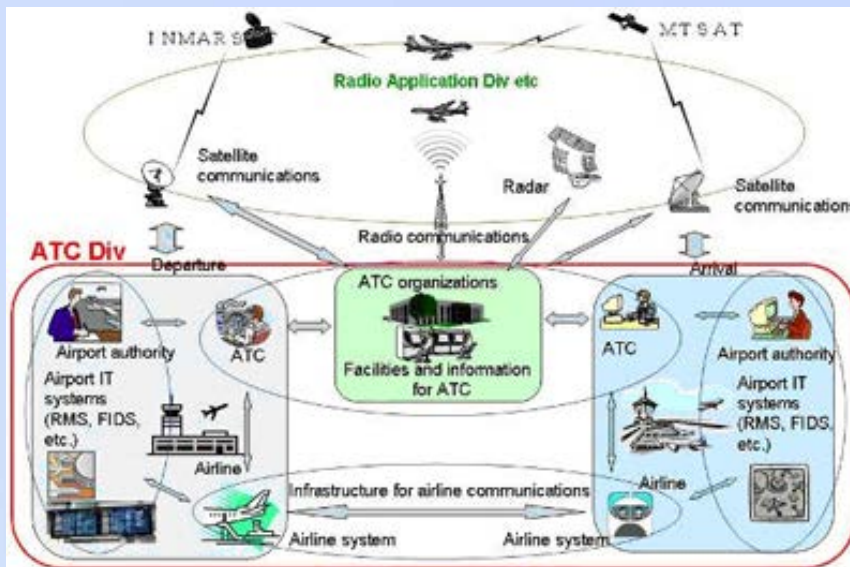 INMARS
MTSAT
Radio Application Div etc
Satellite
communications
Radar
Satellite
communications
Radio communications
ATC Div
Departure
Arrival
ATC organizations
Airport authority
ATC
Facilities and information
for ATC
ATC
Airport authority
Airport IT
systems
(RMS, FIDS,
etc.)
Airport IT
systems
(RMS, FIDS,
etc.)
Airline
Airline
Infrastructure for airline communications
Airline system
Airline system